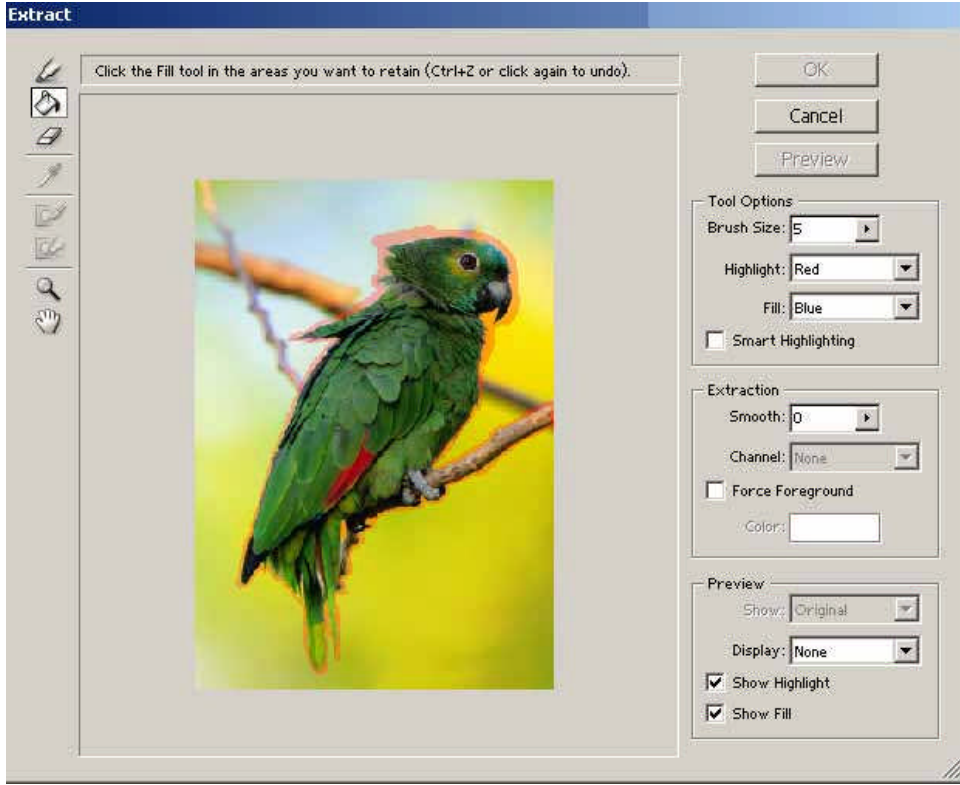 Extract
Click the Fill tool in the areas you want to retain (Ctrl+Z or click again to undo).
OK
Cancel
Preview
Tool Options
Brush Size: 5
Highlight: Red
Fill: Blue
Smart Highlighting
Extraction
Smooth: 0
Channel: None
Force Foreground
Color:
Preview
Show: Original
Display: None
Show Highlight
Show Fill